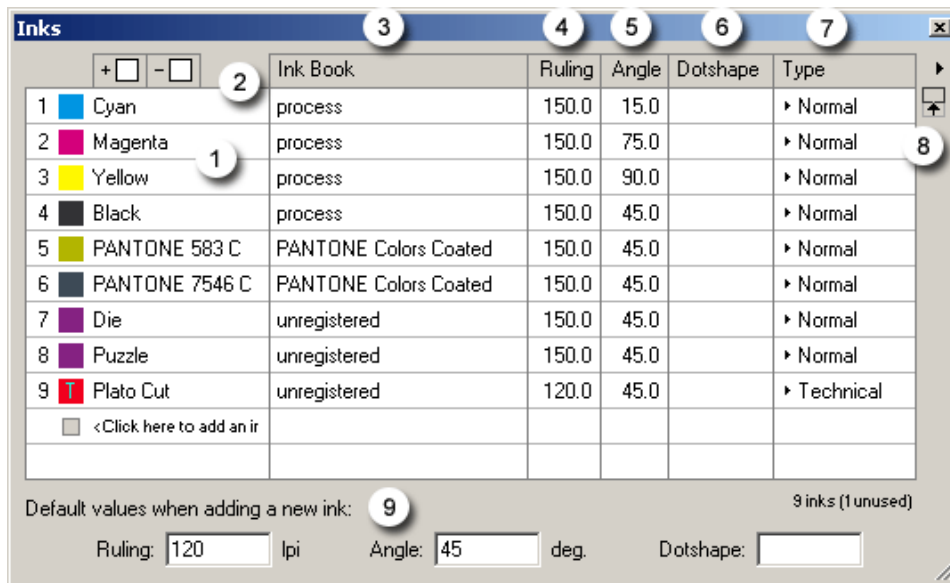 Inks 3 4 5 6 7
+ - 2 Ink Book Ruling Angle Dotshape Type
1 Cyan process 150.0 15.0 Normal
2 Magenta 1 process 150.0 75.0 Normal 8
3 Yellow process 150.0 90.0 Normal
4 Black process 150.0 45.0 Normal
5 PANTONE 583 C PANTONE Colors Coated 150.0 45.0 Normal
6 PANTONE 7546 C PANTONE Colors Coated 150.0 45.0 Normal
7 Die unregistered 150.0 45.0 Normal
8 Puzzle unregistered 150.0 45.0 Normal
9 T Plato Cut unregistered 120.0 45.0 Technical
<Click here to add an ir
Default values when adding a new ink: 9 9 inks (1 unused)
Ruling: 120 lpi Angle: 45 deg. Dotshape: